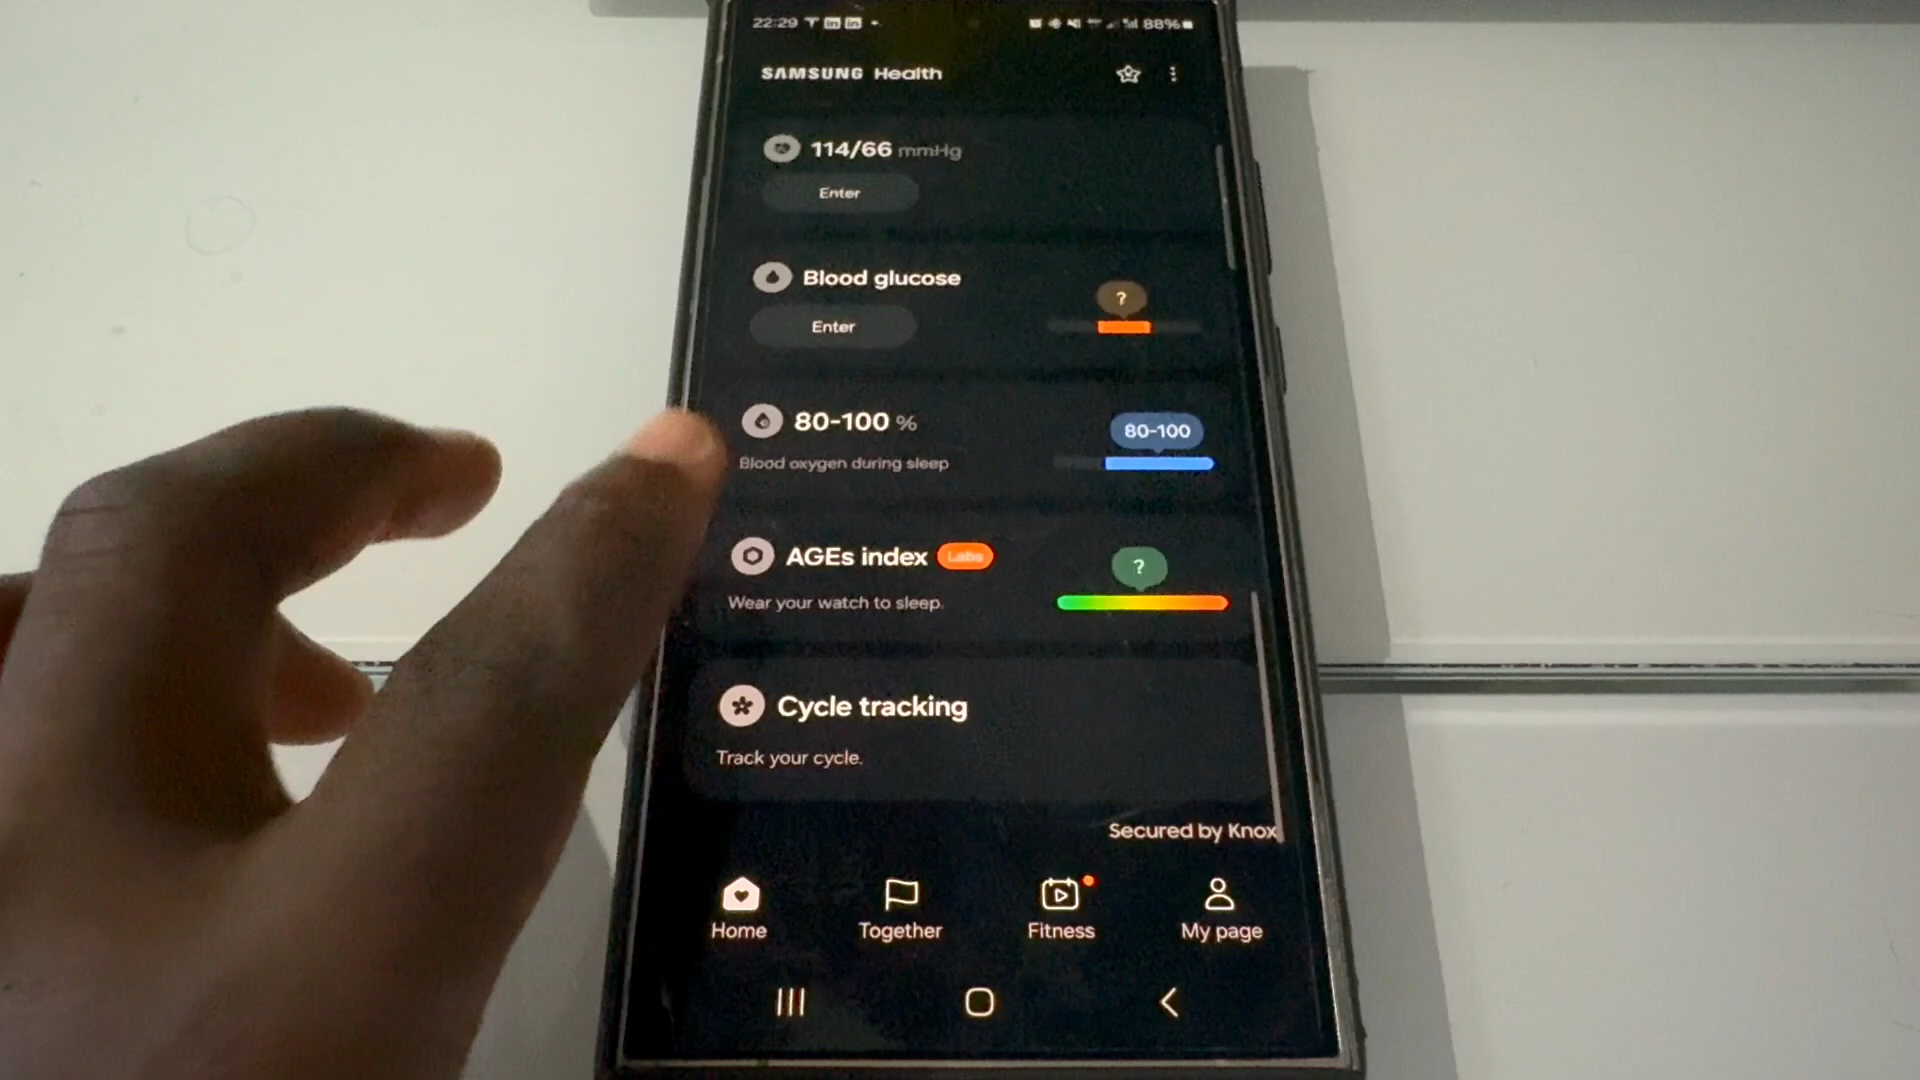 22:29
88%
SAMSUNG Health
114/66 mmHg
Enter
Blood glucose
?
Enter
80-100 %
80-100
Blood oxygen during sleep
AGEs index Labs
?
Wear your watch to sleep.
Cycle tracking
Track your cycle.
Secured by Knox
Home
Together
Fitness
My page